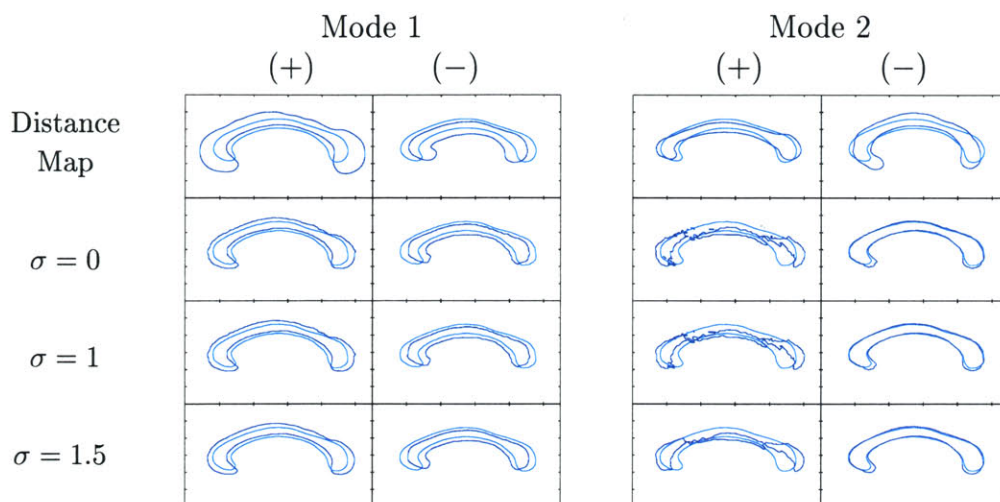 Mode 1 Mode 2
(+) (−) (+) (−)
Distance
Map
σ = 0
σ = 1
σ = 1.5